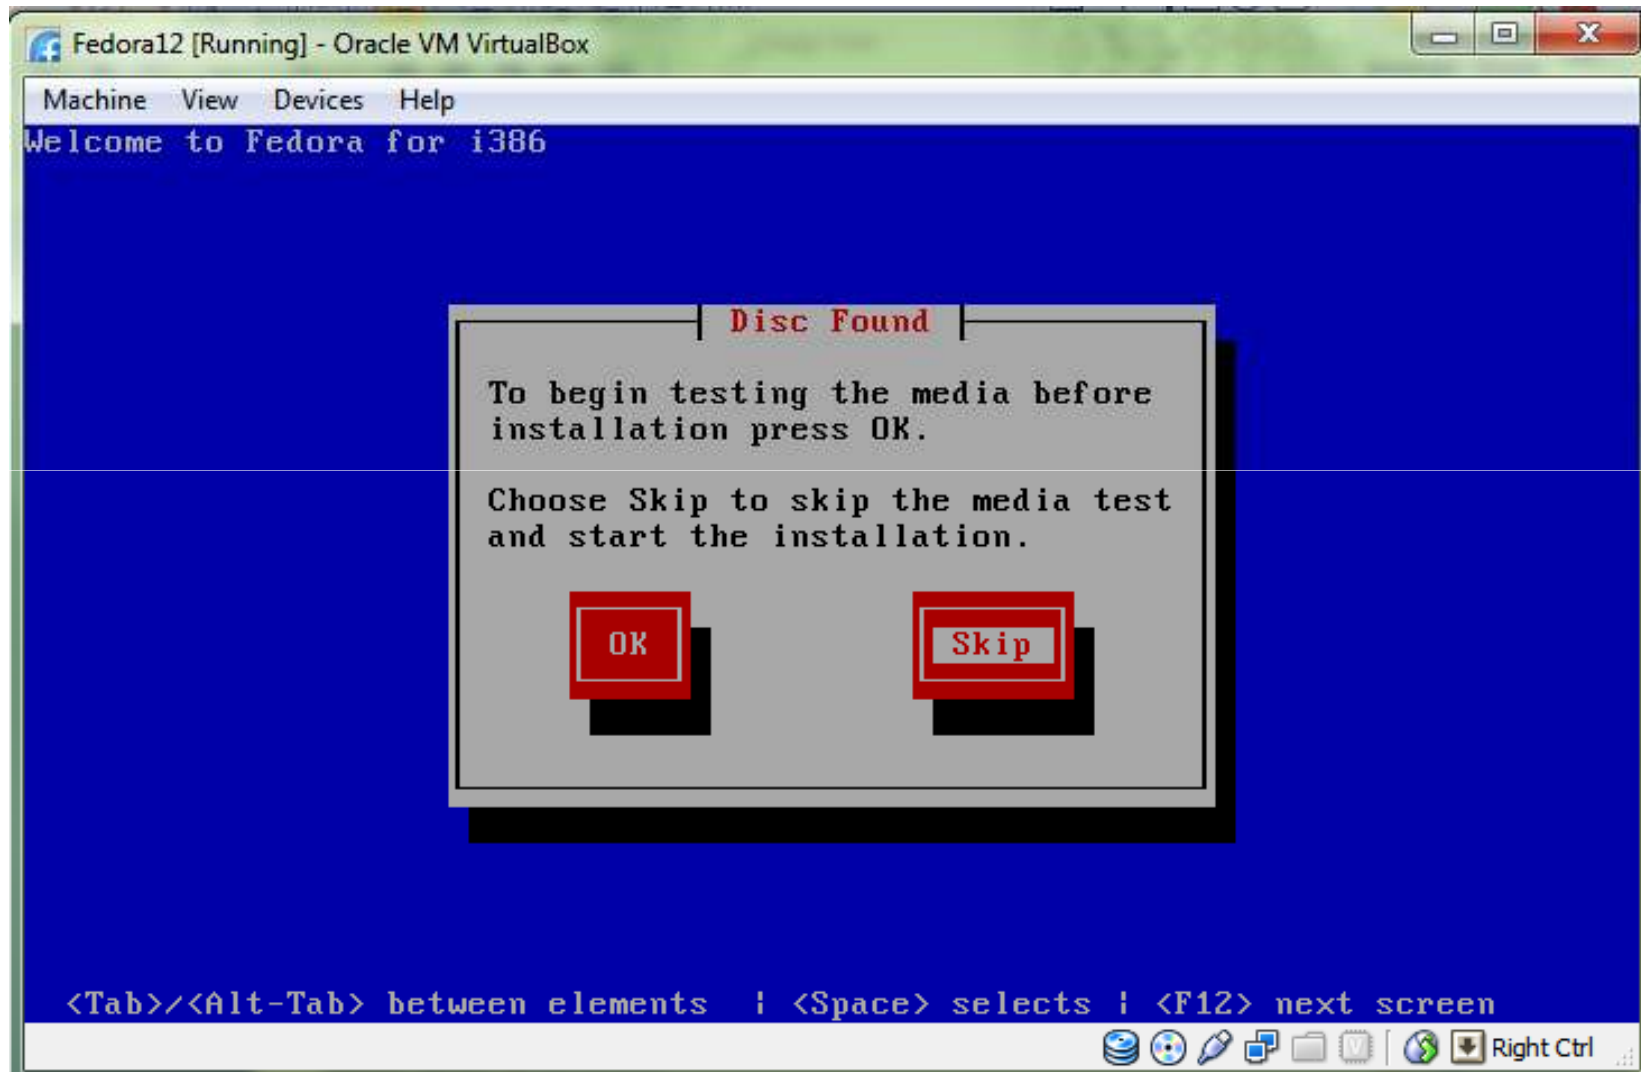 Fedora12 [Running] - Oracle VM VirtualBox
Machine View Devices Help
Welcome to Fedora for i386
Disc Found
To begin testing the media before
installation press OK.
Choose Skip to skip the media test
and start the installation.
OK Skip
<Tab>/<Alt-Tab> between elements | <Space> selects | <F12> next screen
Right Ctrl